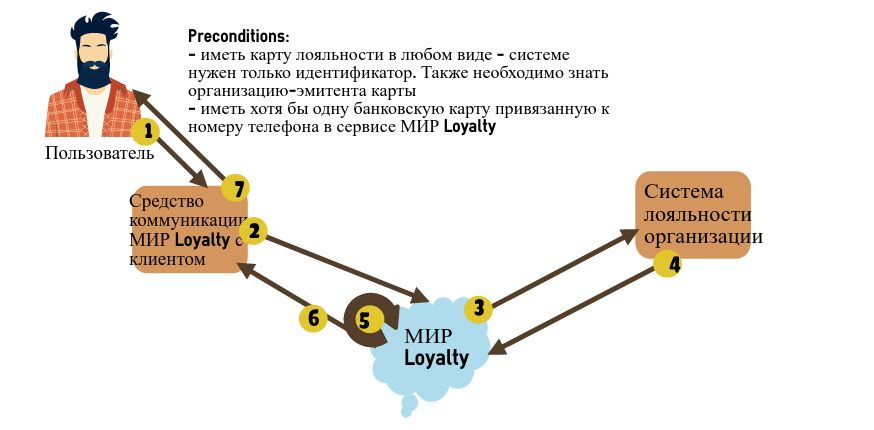 Preconditions:
- иметь карту лояльности в любом виде - системе
нужен только идентификатор. Также необходимо знать
организацию-эмитента карты
- иметь хотя бы одну банковскую карту привязанную к
номеру телефона в сервисе МИР Loyalty
1
Пользователь
7
Средство
коммуникации
МИР Loyalty с
клиентом
2
Система
лояльности
организации
4
3
6
5
МИР
Loyalty